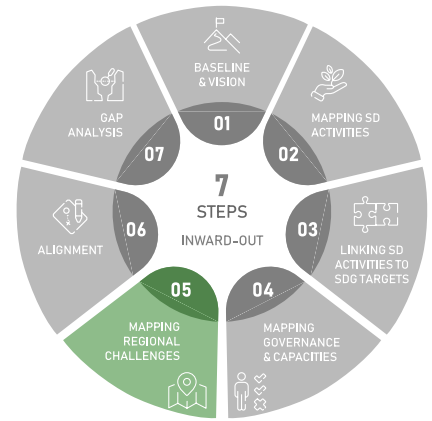 BASELINE
& VISION
01
MAPPING SD
ACTIVITIES
02
LINKING SD
ACTIVITIES TO
SDG TARGETS
03
MAPPING
GOVERNANCE
& CAPACITIES
04
MAPPING
REGIONAL
CHALLENGES
05
ALIGNMENT
06
GAP
ANALYSIS
07
7
STEPS
INWARD-OUT